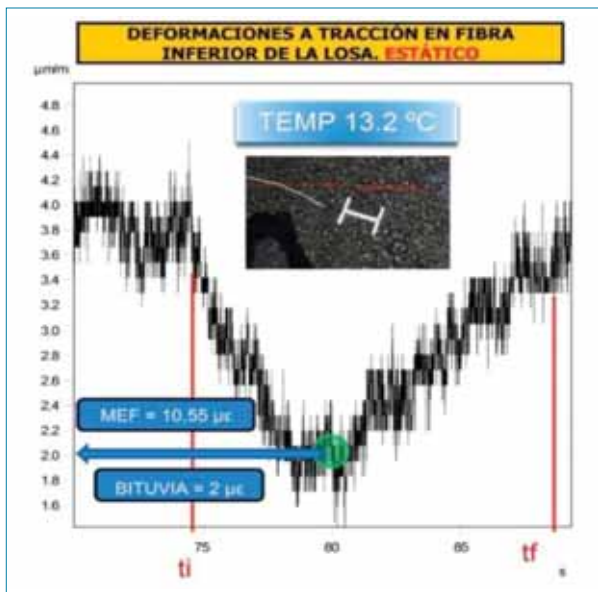 DEFORMACIONES A TRACCIÓN EN FIBRA
INFERIOR DE LA LOSA. ESTÁTICO
µm/m
TEMP 13.2 ºC
4.8
4.6
4.4
4.2
4.0
3.8
3.6
3.4
3.2
3.0
2.8
2.6
2.4
2.2
2.0
1.8
1.6
MEF = 10,55 µε
BITUVIA = 2 µε
75
80
85
ti
tf
s